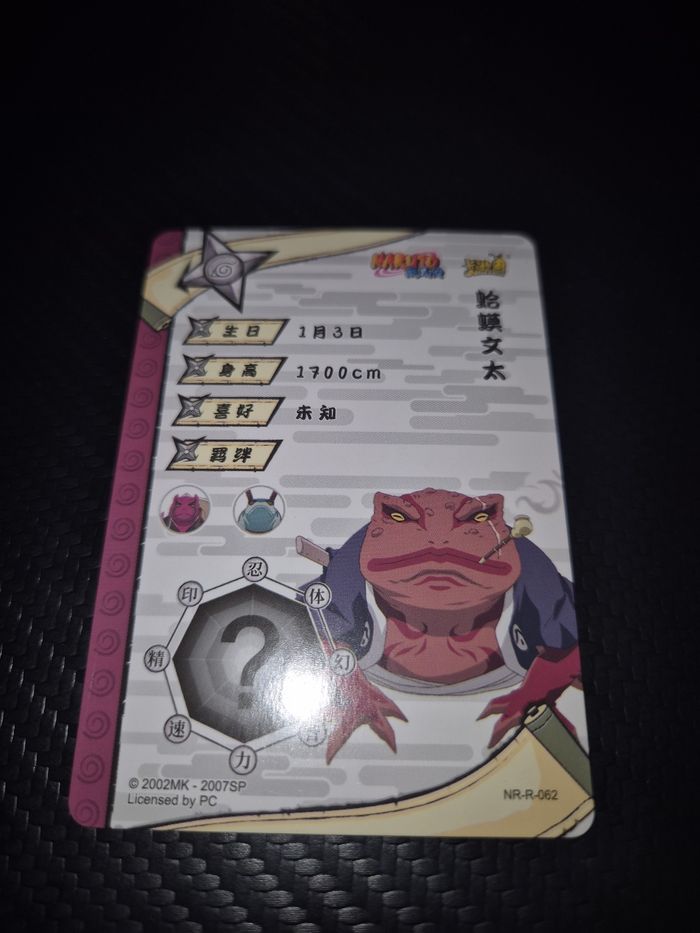 NARUTO
蛤蟆文太
生日 1月3日
身高 1700cm
喜好 未知
羁绊
忍
体
幻
力
速
精
印
?
© 2002MK - 2007SP
Licensed by PC
NR-R-062